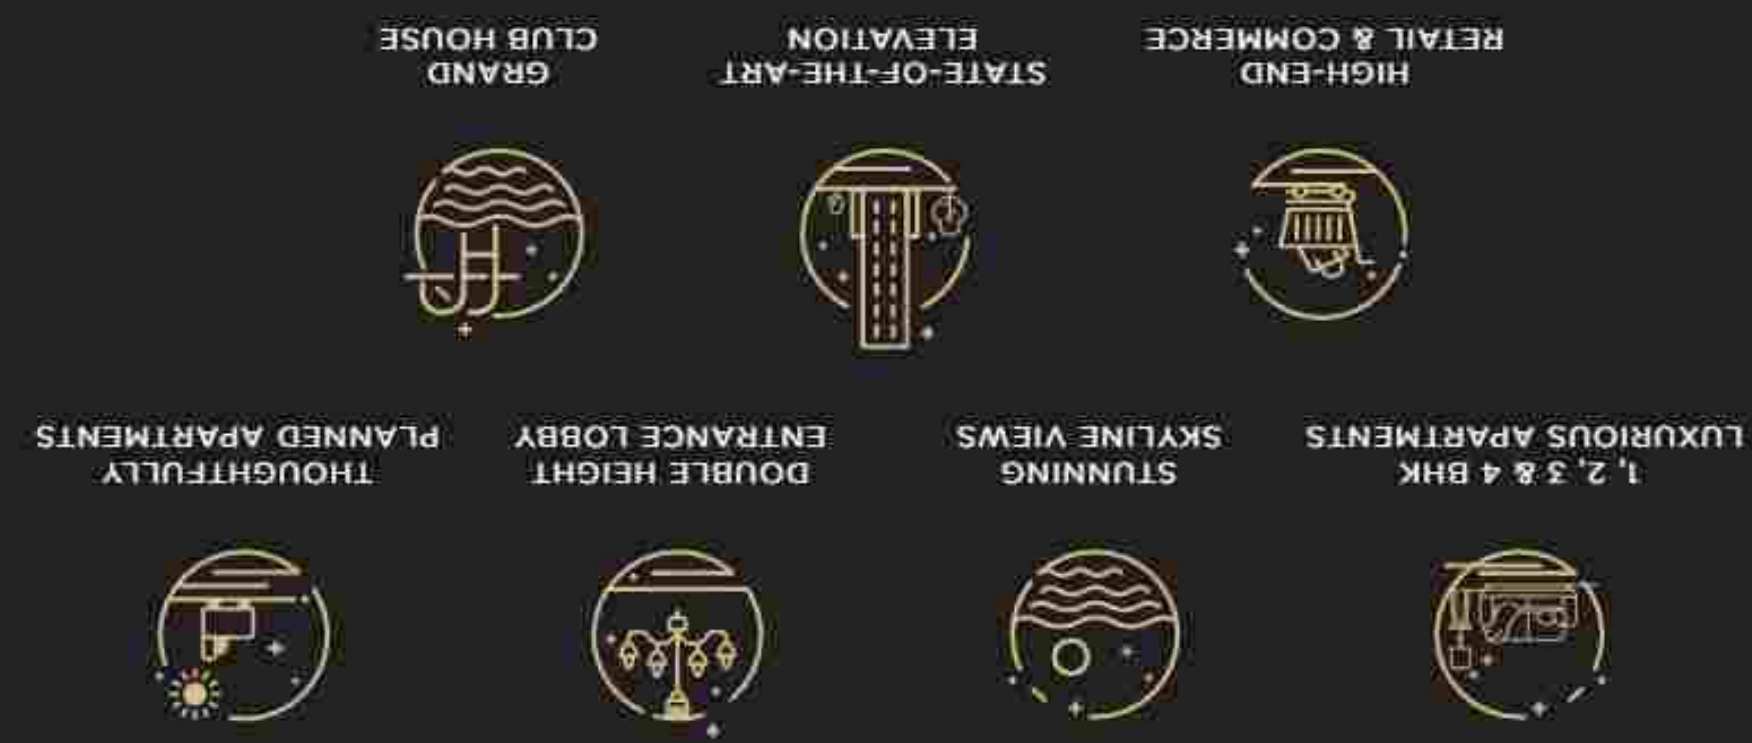 1, 2, 3 & 4 BHK
LUXURIOUS APARTMENTS
STUNNING
SKYLINE VIEWS
DOUBLE HEIGHT
ENTRANCE LOBBY
THOUGHTFULLY
PLANNED APARTMENTS
HIGH-END
RETAIL & COMMERCE
STATE-OF-THE-ART
ELEVATION
GRAND
CLUB HOUSE